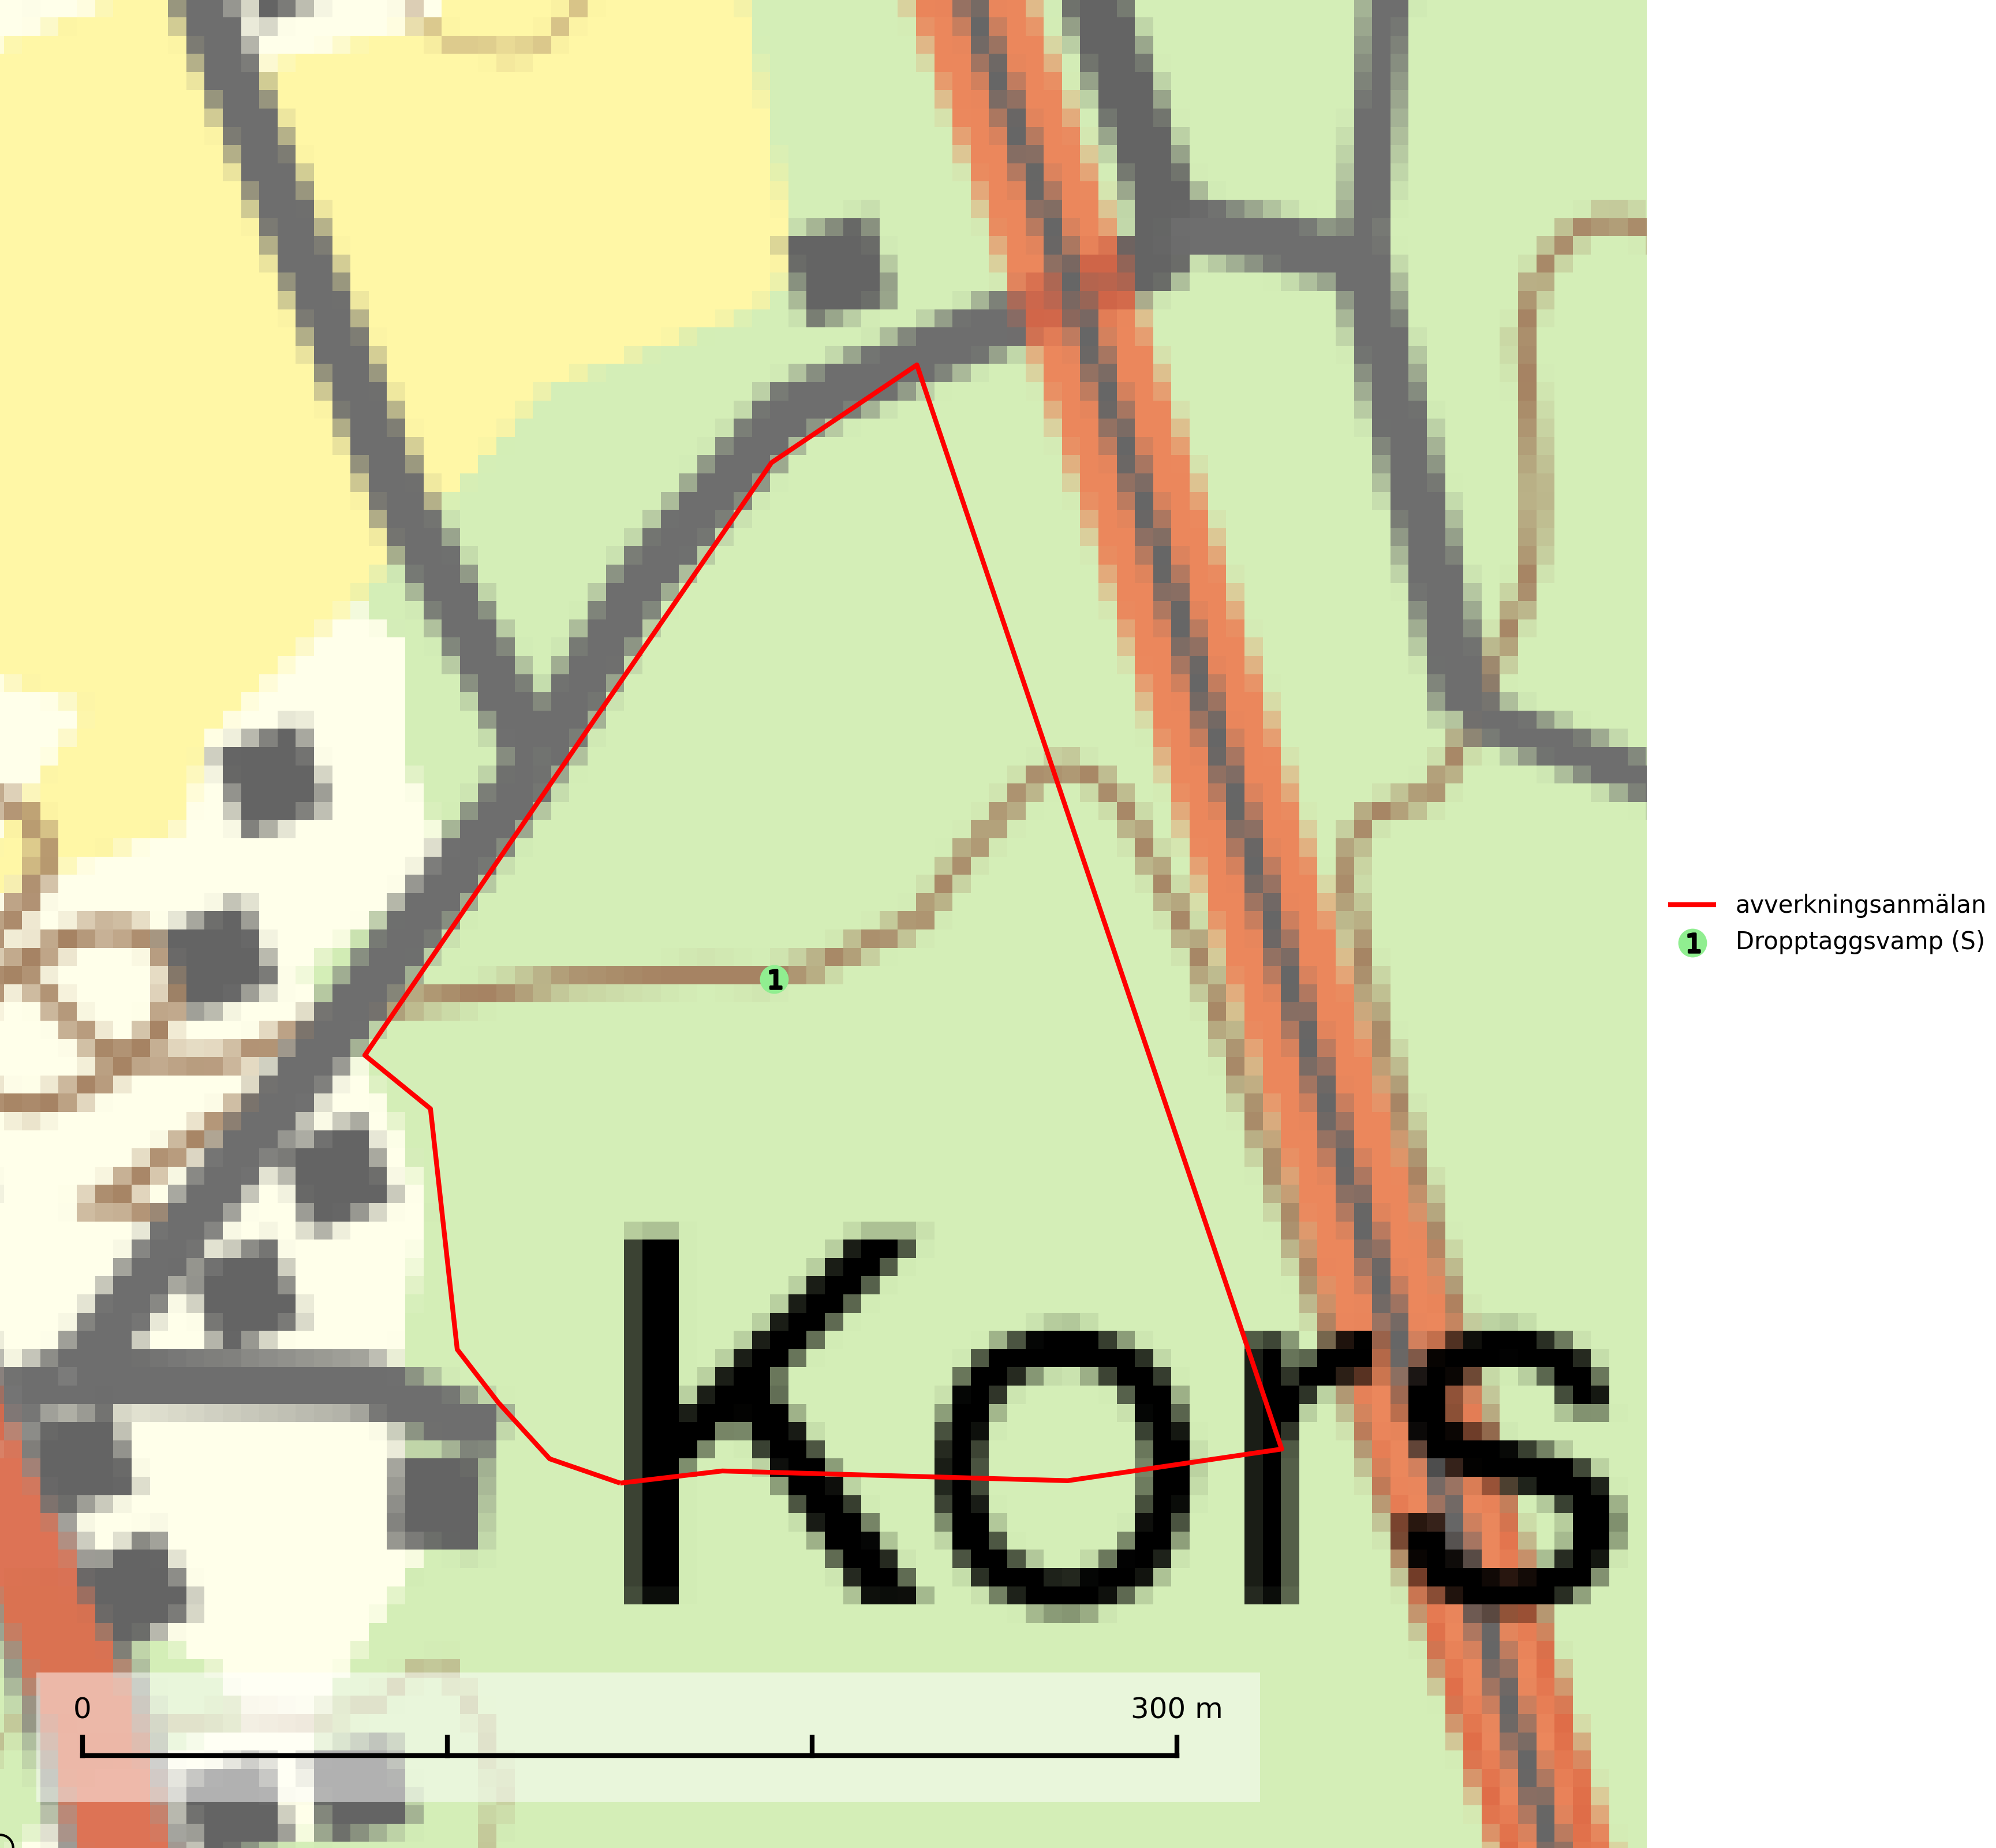 avverkningsanmälan
1 Dropptaggsvamp (S)
1
Kors
0 300 m